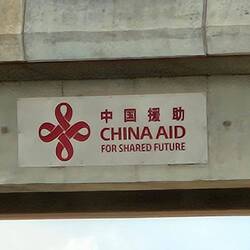 中国援助
CHINA AID
FOR SHARED FUTURE